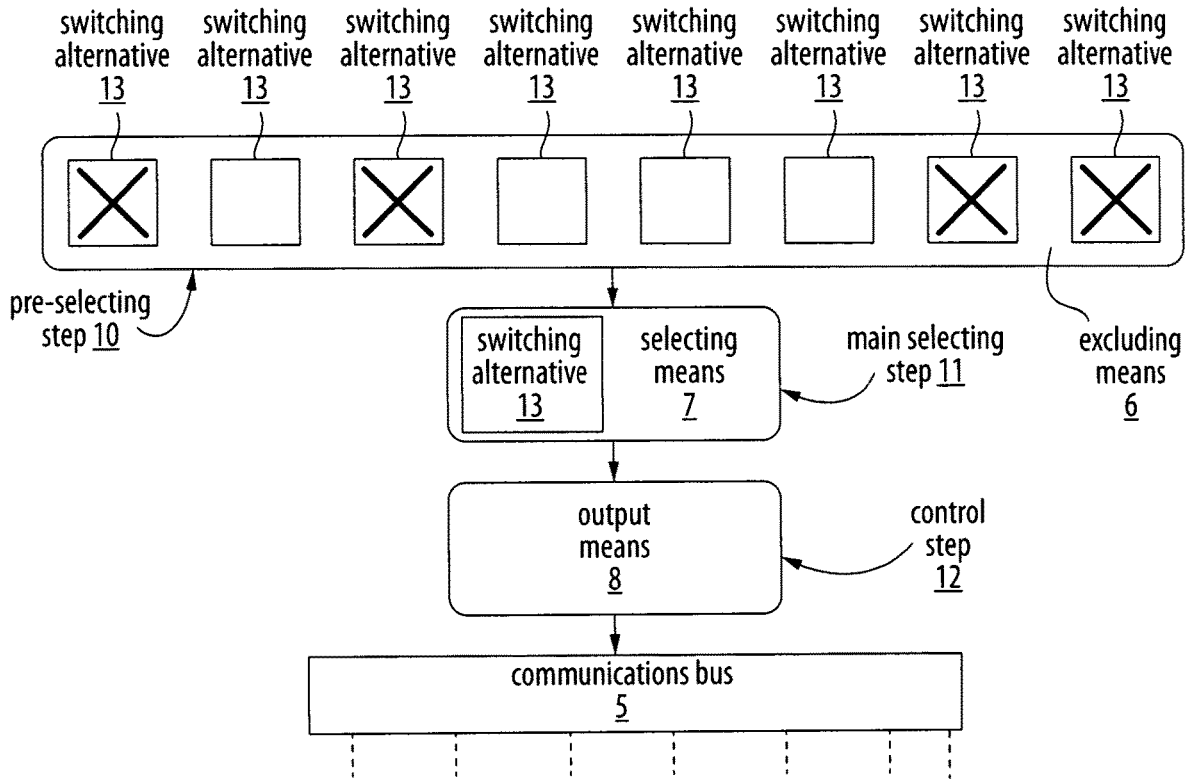 switching alternative 13
switching alternative 13
switching alternative 13
switching alternative 13
switching alternative 13
switching alternative 13
switching alternative 13
switching alternative 13
pre-selecting
step 10
switching
alternative
13
selecting
means
7
main selecting
step 11
excluding
means
6
output
means
8
control
step
12
communications bus
5